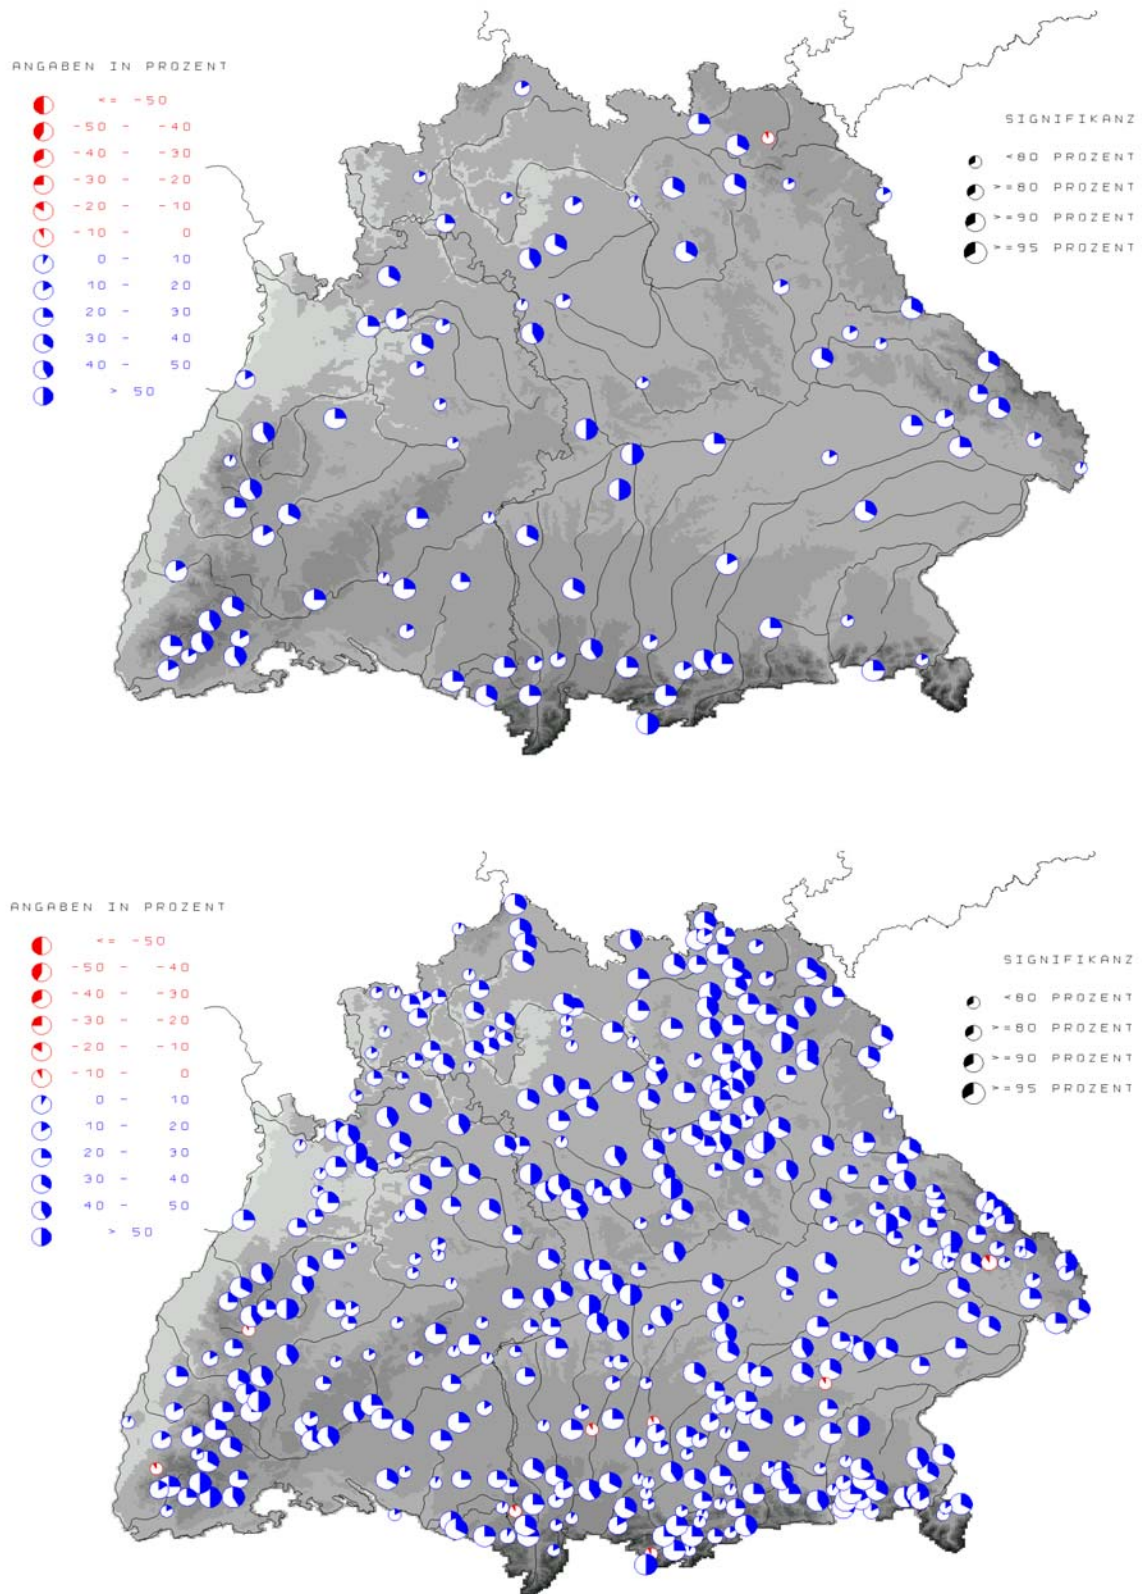 ANGABEN IN PROZENT
<= -50
-50 - -40
-40 - -30
-30 - -20
-20 - -10
-10 - 0
0 - 10
10 - 20
20 - 30
30 - 40
40 - 50
> 50
SIGNIFIKANZ
<80 PROZENT
>=80 PROZENT
>=90 PROZENT
>=95 PROZENT
ANGABEN IN PROZENT
<= -50
-50 - -40
-40 - -30
-30 - -20
-20 - -10
-10 - 0
0 - 10
10 - 20
20 - 30
30 - 40
40 - 50
> 50
SIGNIFIKANZ
<80 PROZENT
>=80 PROZENT
>=90 PROZENT
>=95 PROZENT